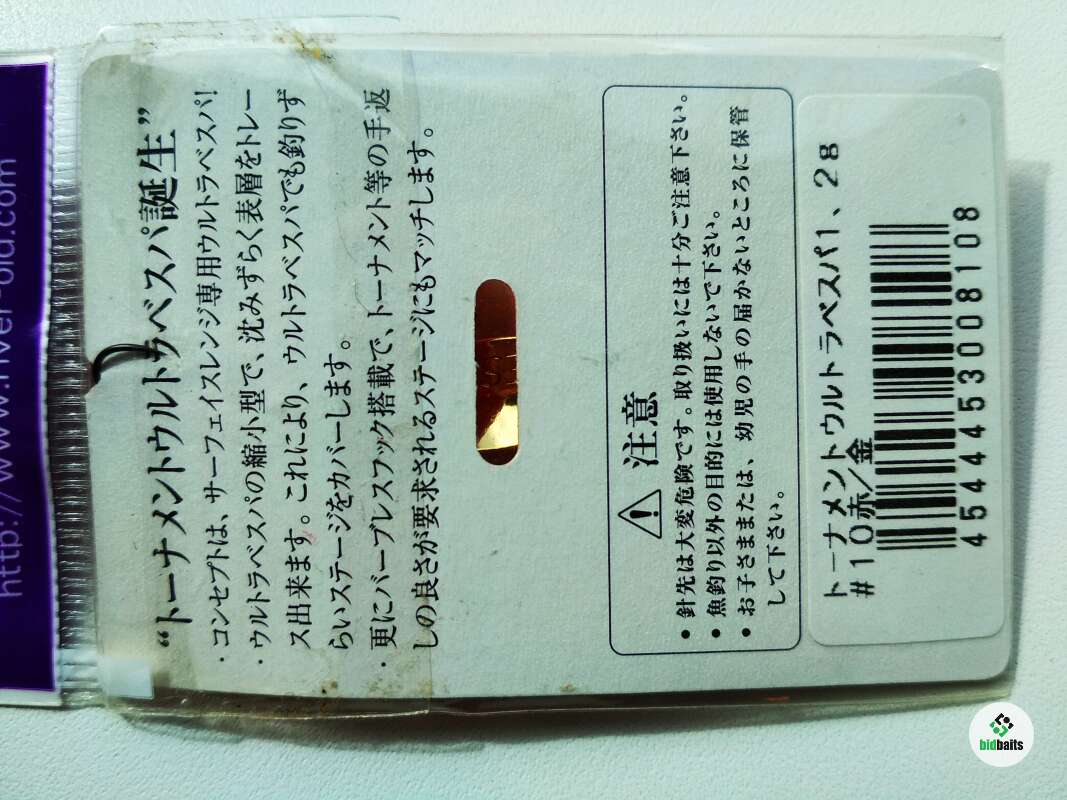 http://www.river-old.com
“トーナメントウルトラベスパ誕生”
・コンセプトは、サーフェイスレンジ専用ウルトラベスパ!
・ウルトラベスパの縮小型で、沈みずらく表層をトレー
ス出来ます。これにより、ウルトラベスパでも釣りず
らいステージをカバーします。
・更にバーブレスフック搭載で、トーナメント等の手返
しの良さが要求されるステージにもマッチします。
注意
● 針先は大変危険です。取り扱いには十分ご注意下さい。
● 魚釣り以外の目的には使用しないで下さい。
● お子さままたは、幼児の手の届かないところに保管
して下さい。
トーナメントウルトラベスパ1、2g
#10赤/金
4544453008108
bidbaits